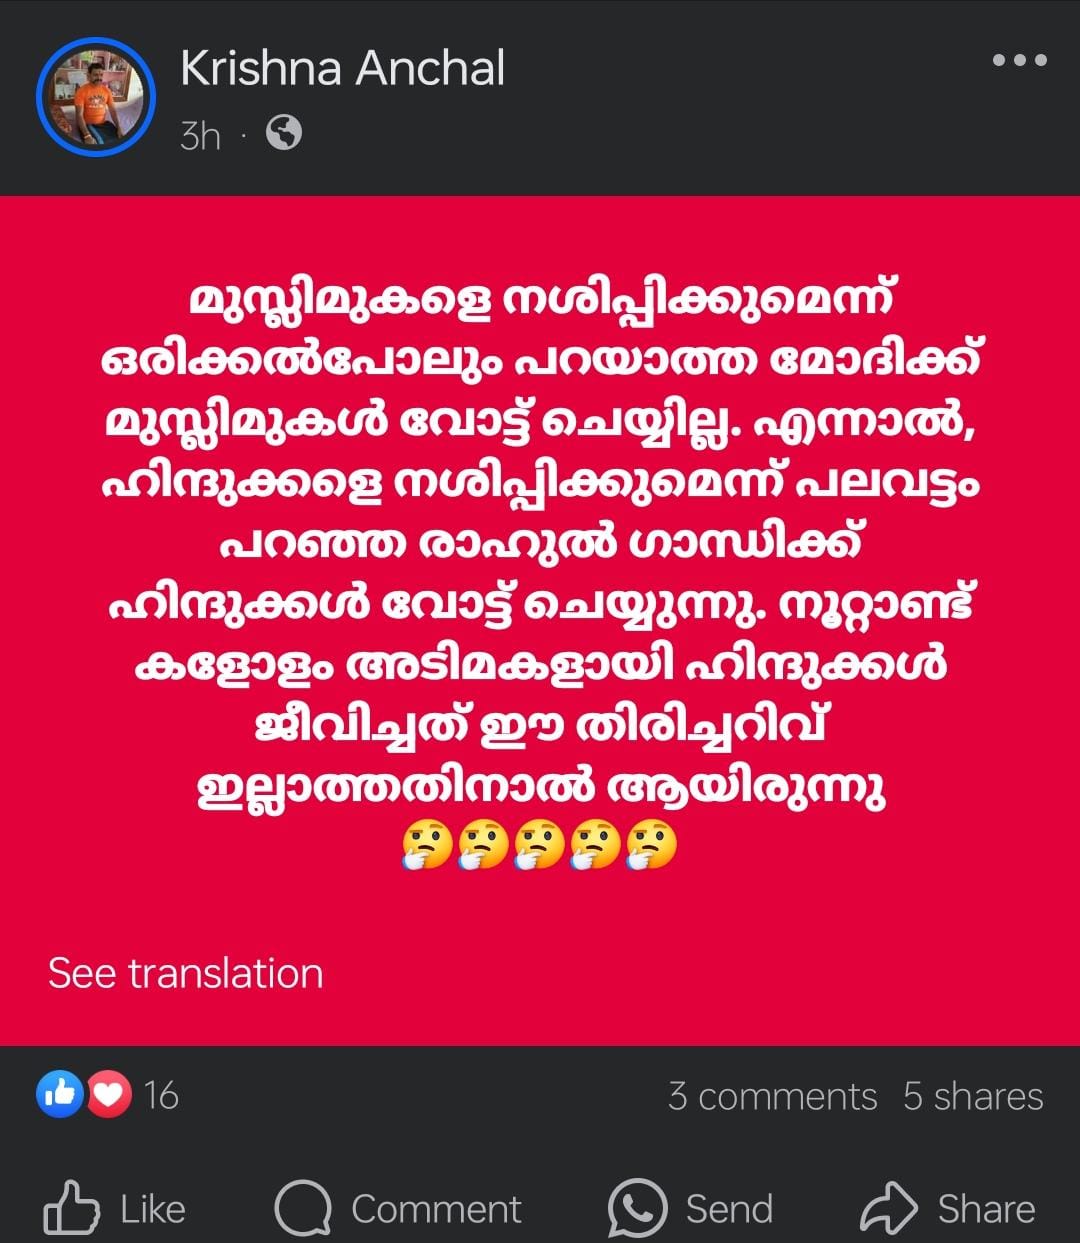 Krishna Anchal
3h ·
മുസ്ലിമുകളെ നശിപ്പിക്കുമെന്ന്
ഒരിക്കൽപോലും പറയാത്ത മോദിക്ക്
മുസ്ലിമുകൾ വോട്ട് ചെയ്യില്ല. എന്നാൽ,
ഹിന്ദുക്കളെ നശിപ്പിക്കുമെന്ന് പലവട്ടം
പറഞ്ഞ രാഹുൽ ഗാന്ധിക്ക്
ഹിന്ദുക്കൾ വോട്ട് ചെയ്യുന്നു. നൂറ്റാണ്ട്
കളോളം അടിമകളായി ഹിന്ദുക്കൾ
ജീവിച്ചത് ഈ തിരിച്ചറിവ്
ഇല്ലാത്തതിനാൽ ആയിരുന്നു
🤔🤔🤔🤔🤔
See translation
16 3 comments 5 shares
Like Comment Send Share